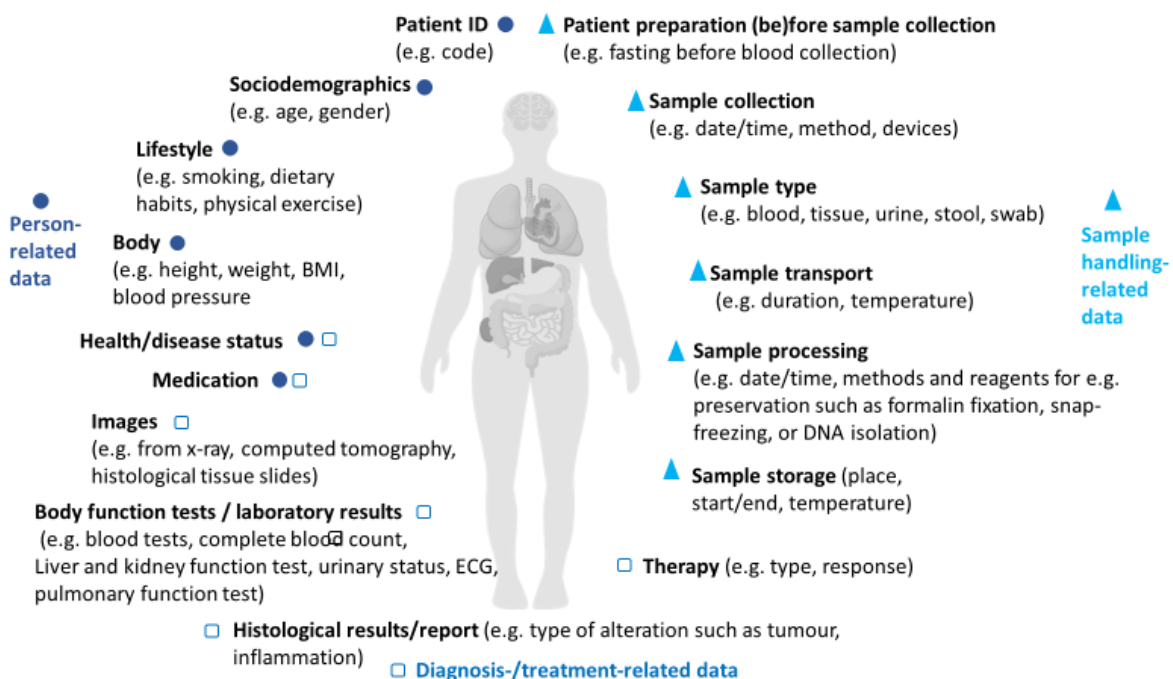 Patient ID
(e.g. code)
Patient preparation (be)fore sample collection
(e.g. fasting before blood collection)
Sociodemographics
(e.g. age, gender)
Sample collection
(e.g. date/time, method, devices)
Lifestyle
(e.g. smoking, dietary
habits, physical exercise)
Sample type
(e.g. blood, tissue, urine, stool, swab)
Person-
related
data
Sample
handling-
related
data
Body
(e.g. height, weight, BMI,
blood pressure
Sample transport
(e.g. duration, temperature)
Health/disease status
Medication
Sample processing
(e.g. date/time, methods and reagents for e.g.
preservation such as formalin fixation, snap-
freezing, or DNA isolation)
Images
(e.g. from x-ray, computed tomography,
histological tissue slides)
Sample storage (place,
start/end, temperature)
Body function tests / laboratory results
(e.g. blood tests, complete blood count,
Liver and kidney function test, urinary status, ECG,
pulmonary function test)
Therapy (e.g. type, response)
Histological results/report (e.g. type of alteration such as tumour,
inflammation)
Diagnosis-/treatment-related data